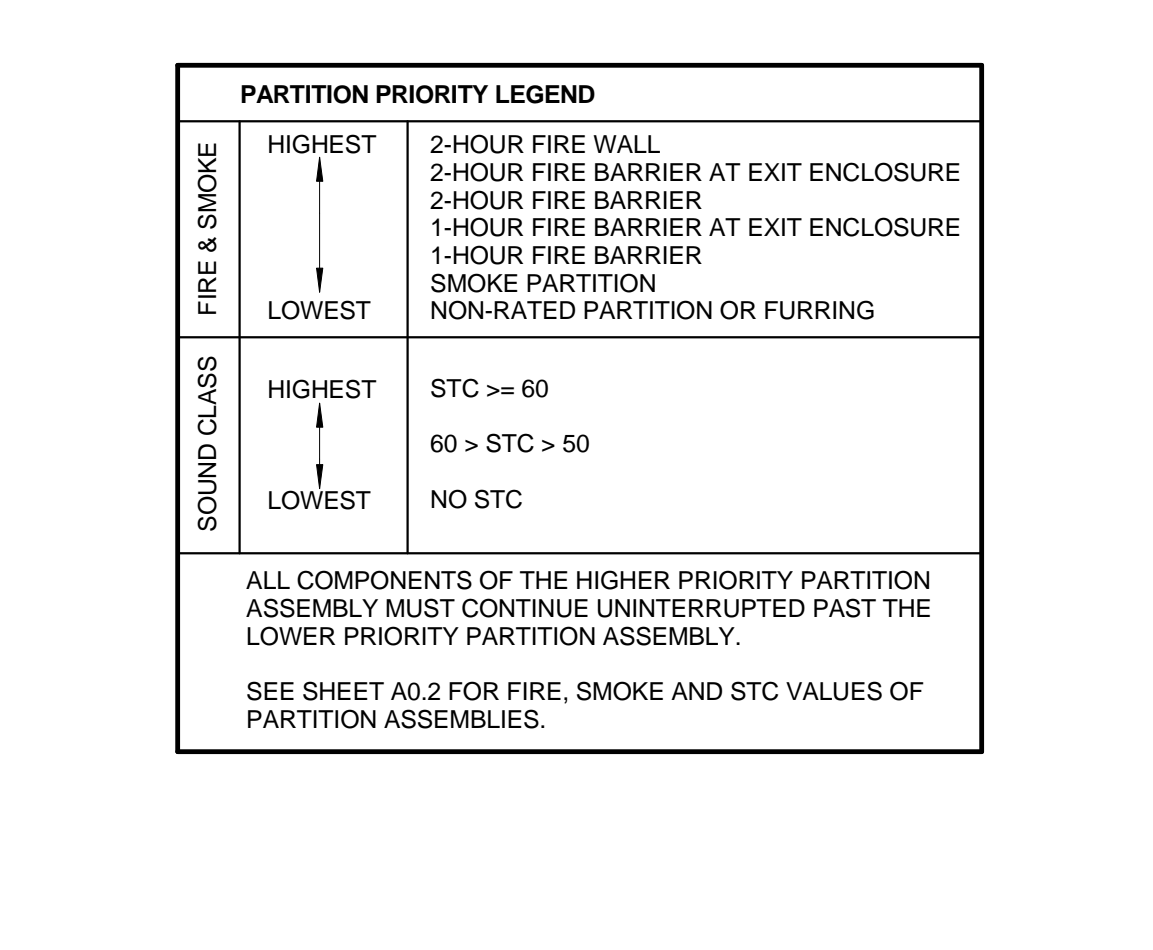 PARTITION PRIORITY LEGEND
FIRE & SMOKE
HIGHEST
LOWEST
2-HOUR FIRE WALL
2-HOUR FIRE BARRIER AT EXIT ENCLOSURE
2-HOUR FIRE BARRIER
1-HOUR FIRE BARRIER AT EXIT ENCLOSURE
1-HOUR FIRE BARRIER
SMOKE PARTITION
NON-RATED PARTITION OR FURRING
SOUND CLASS
HIGHEST
LOWEST
STC >= 60
60 > STC > 50
NO STC
ALL COMPONENTS OF THE HIGHER PRIORITY PARTITION
ASSEMBLY MUST CONTINUE UNINTERRUPTED PAST THE
LOWER PRIORITY PARTITION ASSEMBLY.
SEE SHEET A0.2 FOR FIRE, SMOKE AND STC VALUES OF
PARTITION ASSEMBLIES.